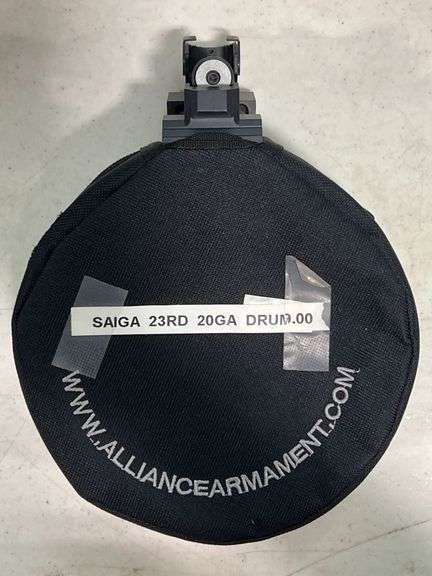 SAIGA 23RD 20GA DRUM.00
WWW.ALLIANCEARMAMENT.COM